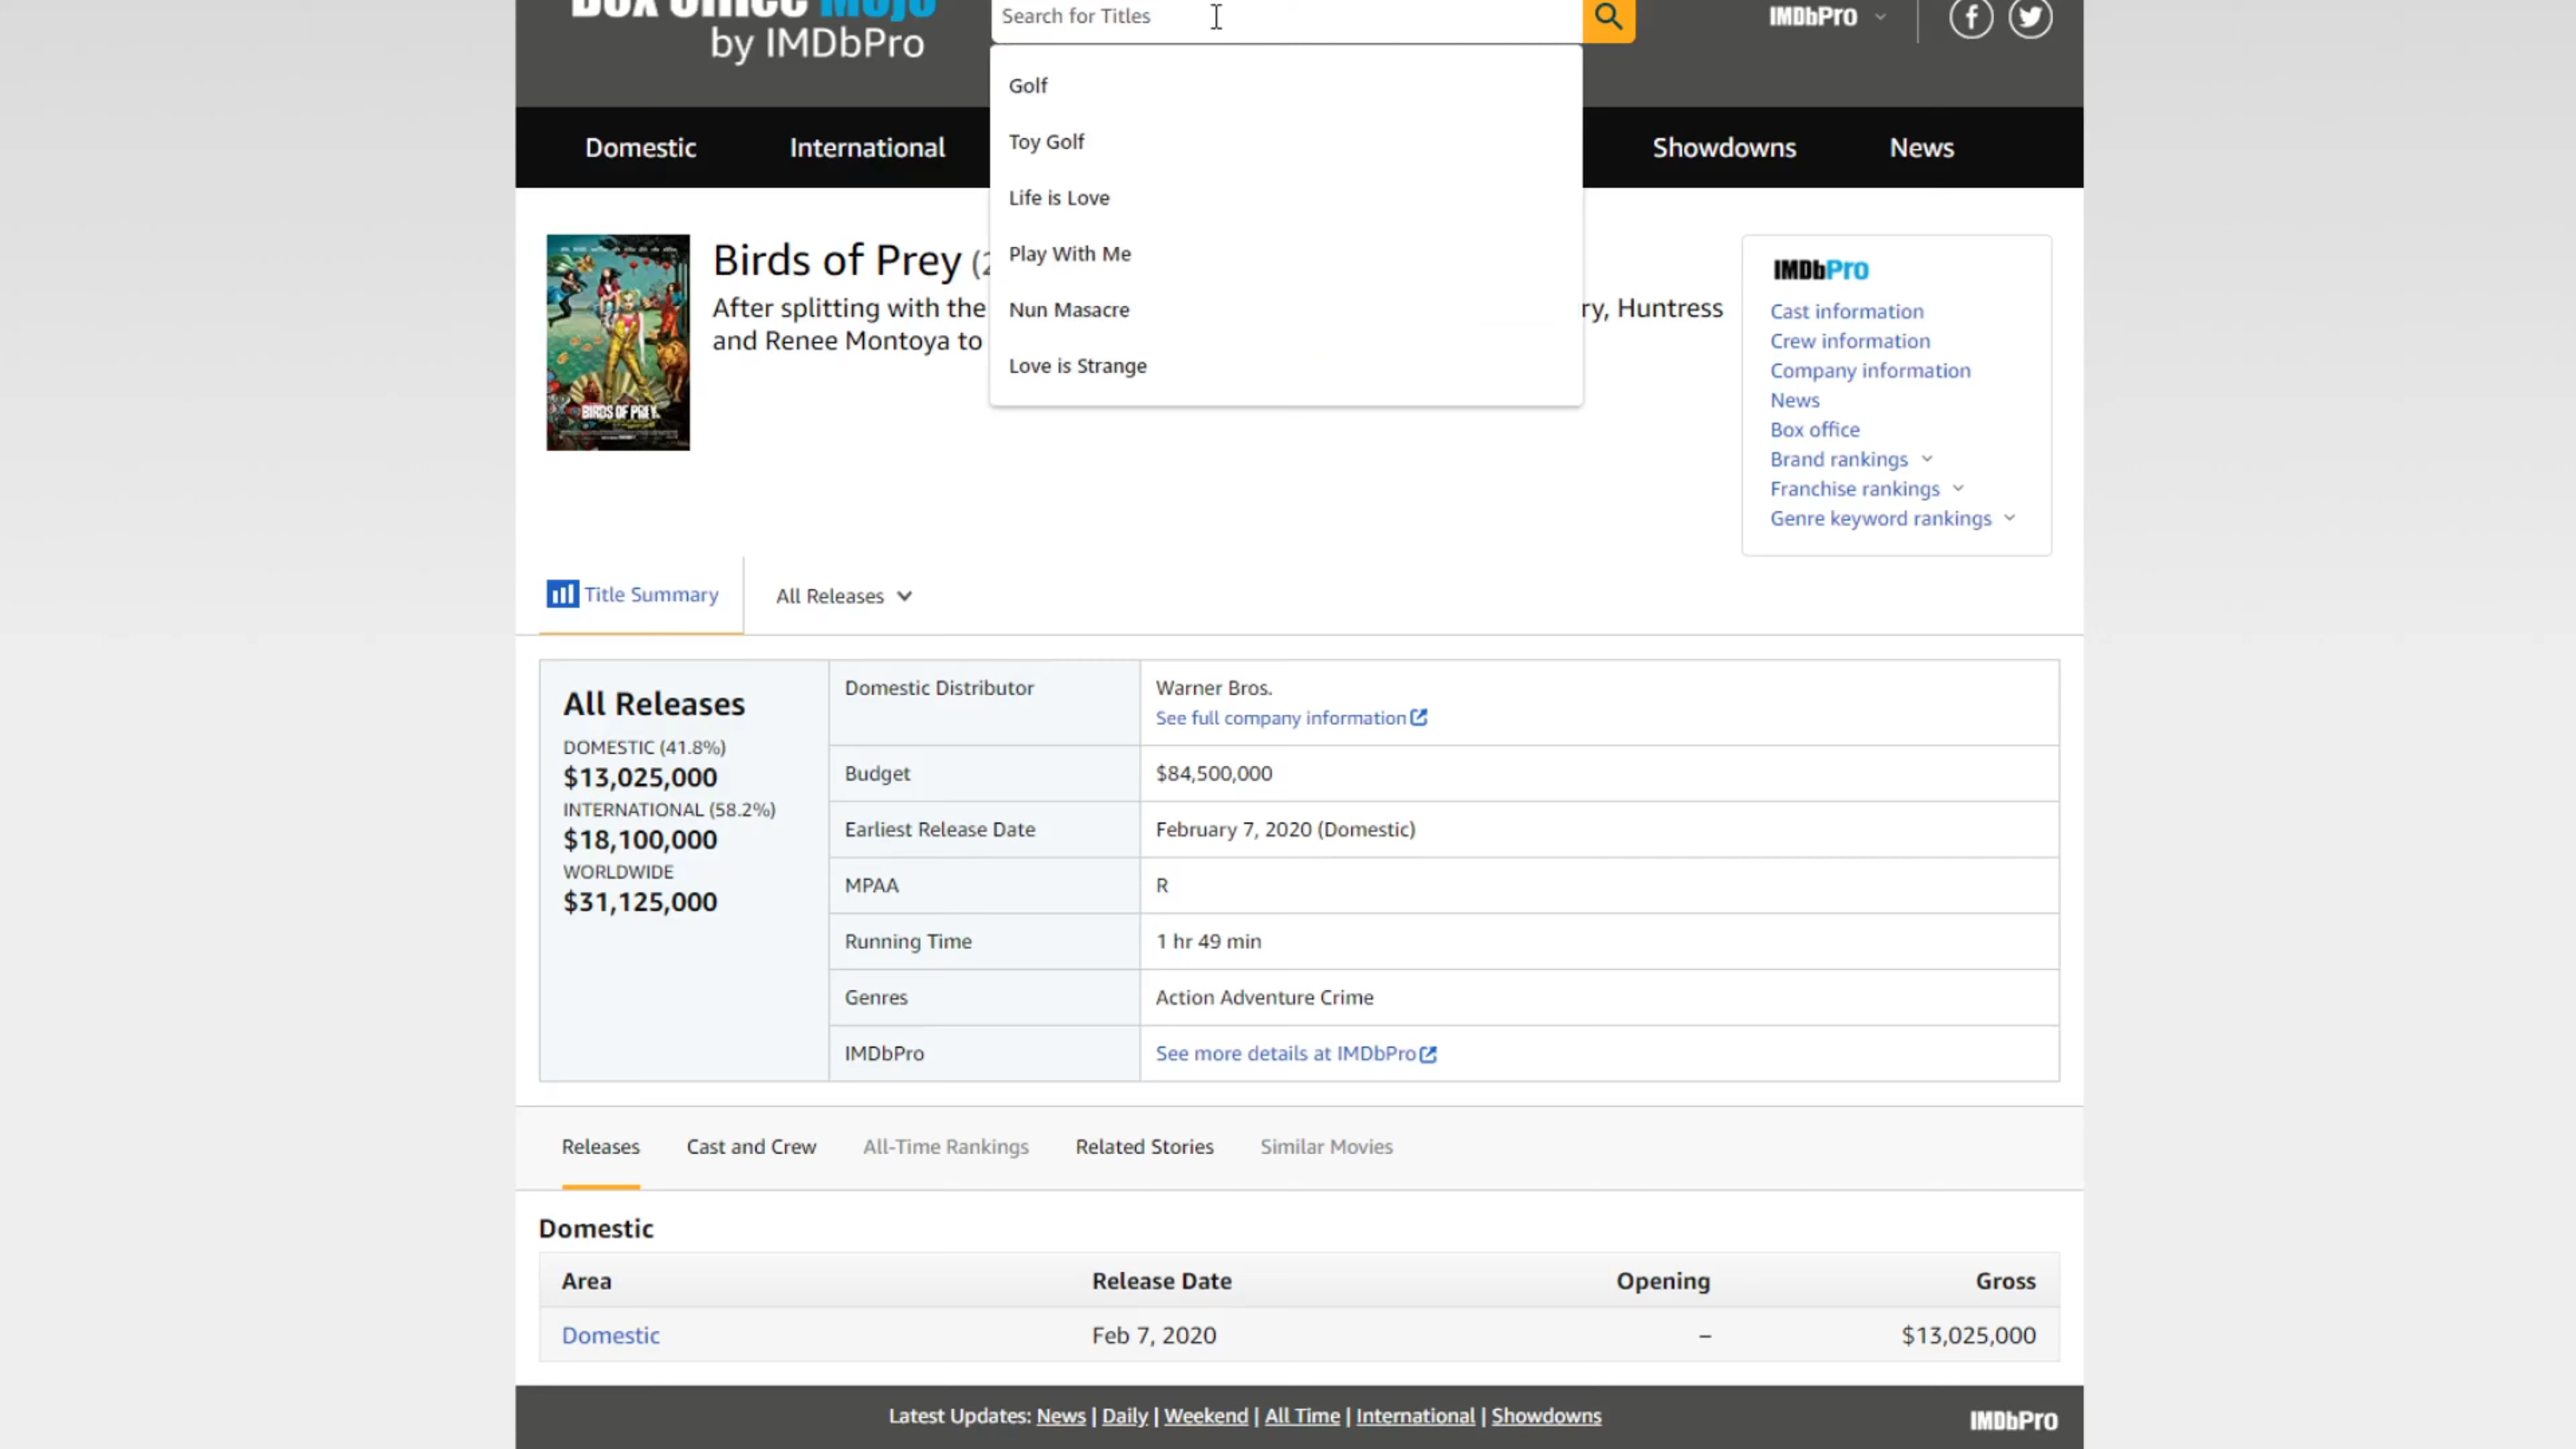 Box Office Mojo
by IMDbPro
Search for Titles
IMDbPro
Golf
Toy Golf
Life is Love
Play With Me
Nun Masacre
Love is Strange
Domestic
International
Showdowns
News
BIRDS OF PREY
Birds of Prey (2
After splitting with the
ry, Huntress
and Renee Montoya to
IMDbPro
Cast information
Crew information
Company information
News
Box office
Brand rankings
Franchise rankings
Genre keyword rankings
Title Summary
All Releases
All Releases
DOMESTIC (41.8%)
$13,025,000
INTERNATIONAL (58.2%)
$18,100,000
WORLDWIDE
$31,125,000
Domestic Distributor
Warner Bros.
See full company information
Budget
$84,500,000
Earliest Release Date
February 7, 2020 (Domestic)
MPAA
R
Running Time
1 hr 49 min
Genres
Action Adventure Crime
IMDbPro
See more details at IMDbPro
Releases
Cast and Crew
All-Time Rankings
Related Stories
Similar Movies
Domestic
Area
Release Date
Opening
Gross
Domestic
Feb 7, 2020
–
$13,025,000
Latest Updates: News | Daily | Weekend | All Time | International | Showdowns
IMDbPro